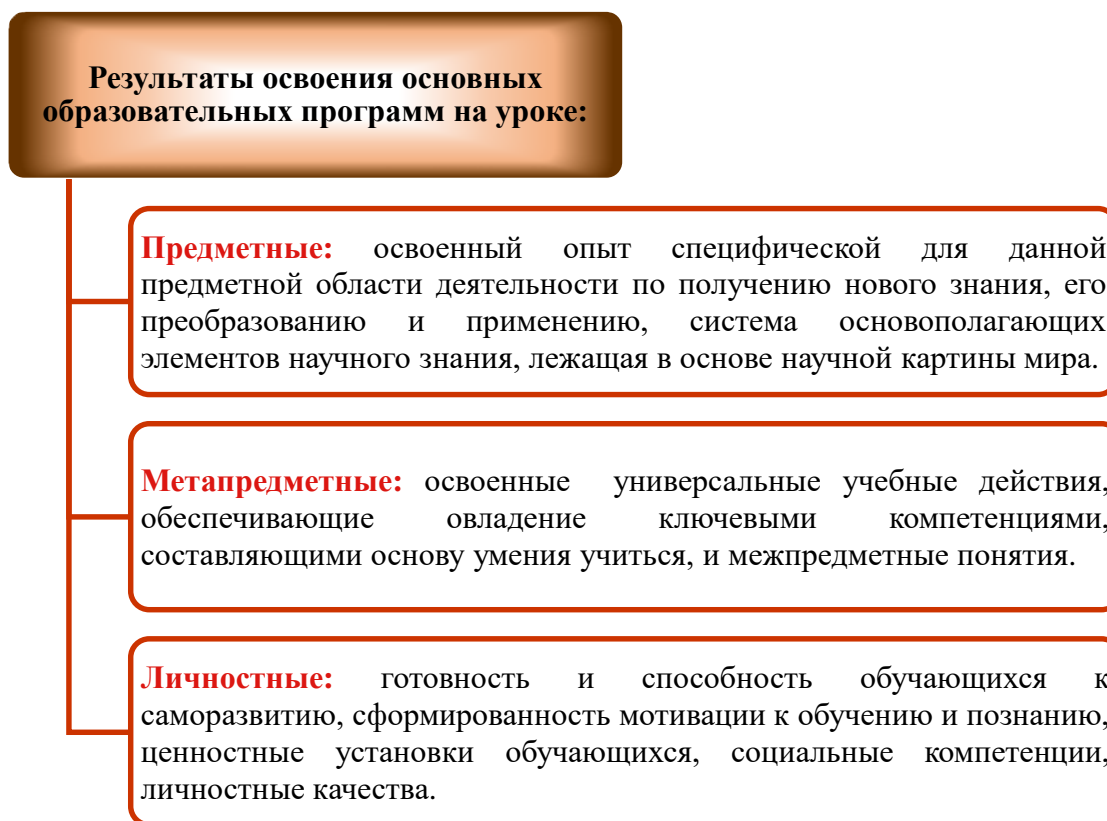 Результаты освоения основных
образовательных программ на уроке:
Предметные: освоенный опыт специфической для данной
предметной области деятельности по получению нового знания, его
преобразованию и применению, система основополагающих
элементов научного знания, лежащая в основе научной картины мира.
Метапредметные: освоенные универсальные учебные действия,
обеспечивающие овладение ключевыми компетенциями,
составляющими основу умения учиться, и межпредметные понятия.
Личностные: готовность и способность обучающихся к
саморазвитию, сформированность мотивации к обучению и познанию,
ценностные установки обучающихся, социальные компетенции,
личностные качества.